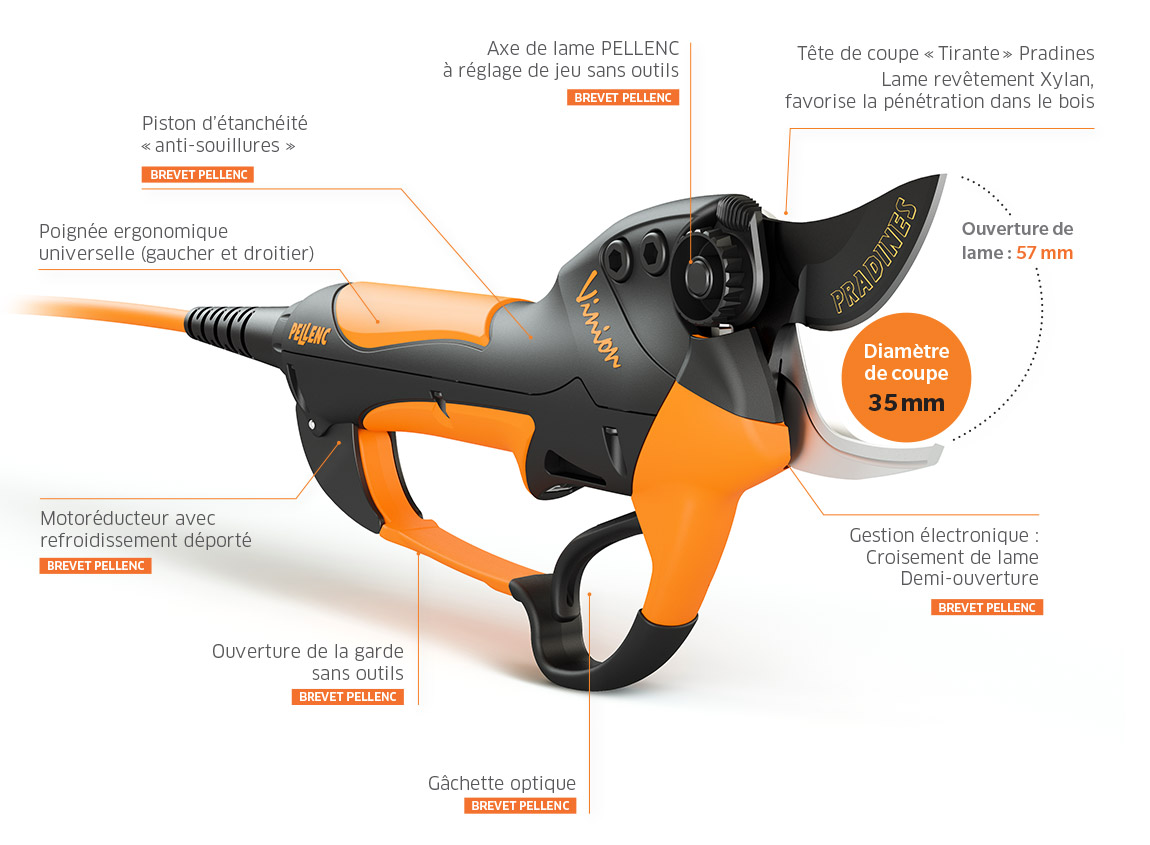 Axe de lame PELLENC
à réglage de jeu sans outils
BREVET PELLENC
Tête de coupe « Tirante » Pradines
Lame revêtement Xylan,
favorise la pénétration dans le bois
Piston d'étanchéité
« anti-souillures »
BREVET PELLENC
Poignée ergonomique
universelle (gaucher et droitier)
PELLENC
Vinion
PRADINES
Ouverture de
lame : 57 mm
Diamètre
de coupe
35 mm
Motoréducteur avec
refroidissement déporté
BREVET PELLENC
Gestion électronique :
Croisement de lame
Demi-ouverture
BREVET PELLENC
Ouverture de la garde
sans outils
BREVET PELLENC
Gâchette optique
BREVET PELLENC